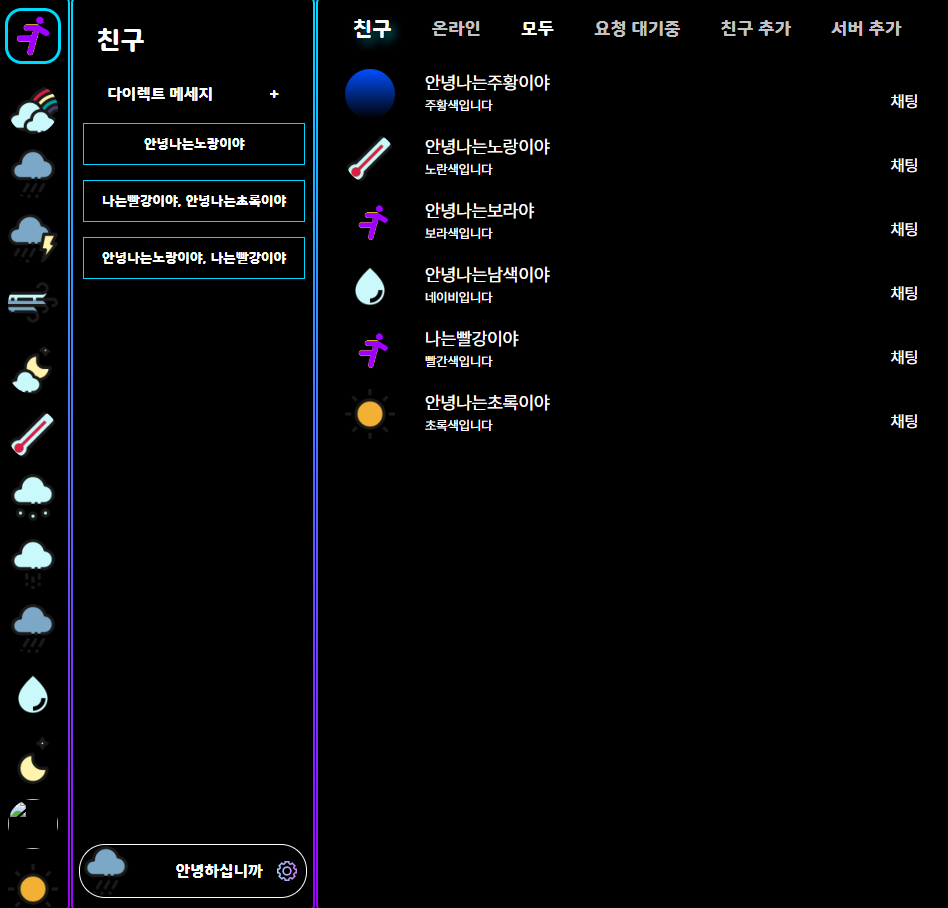 친구
다이렉트 메세지 +
안녕나는노랑이야
나는빨강이야, 안녕나는초록이야
안녕나는노랑이야, 나는빨강이야
안녕하십니까
친구 온라인 모두 요청 대기중 친구 추가 서버 추가
안녕나는주황이야
주황색입니다
채팅
안녕나는노랑이야
노란색입니다
채팅
안녕나는보라야
보라색입니다
채팅
안녕나는남색이야
네이비입니다
채팅
나는빨강이야
빨간색입니다
채팅
안녕나는초록이야
초록색입니다
채팅